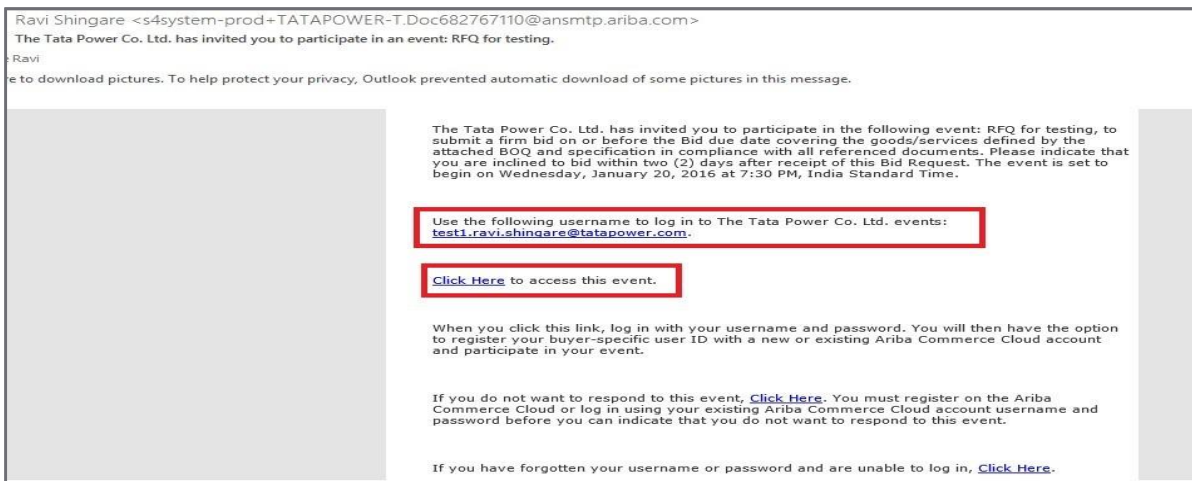 Ravi Shingare <s4system-prod+TATAPOWER-T.Doc682767110@ansmtp.ariba.com>
The Tata Power Co. Ltd. has invited you to participate in an event: RFQ for testing.
Ravi
e to download pictures. To help protect your privacy, Outlook prevented automatic download of some pictures in this message.
The Tata Power Co. Ltd. has invited you to participate in the following event: RFQ for testing, to
submit a firm bid on or before the Bid due date covering the goods/services defined by the
attached BOQ and specification in compliance with all referenced documents. Please indicate that
you are inclined to bid within two (2) days after receipt of this Bid Request. The event is set to
begin on Wednesday, January 20, 2016 at 7:30 PM, India Standard Time.
Use the following username to log in to The Tata Power Co. Ltd. events:
test1.ravi.shingare@tatapower.com.
Click Here to access this event.
When you click this link, log in with your username and password. You will then have the option
to register your buyer-specific user ID with a new or existing Ariba Commerce Cloud account
and participate in your event.
If you do not want to respond to this event, Click Here. You must register on the Ariba
Commerce Cloud or log in using your existing Ariba Commerce Cloud account username and
password before you can indicate that you do not want to respond to this event.
If you have forgotten your username or password and are unable to log in, Click Here.